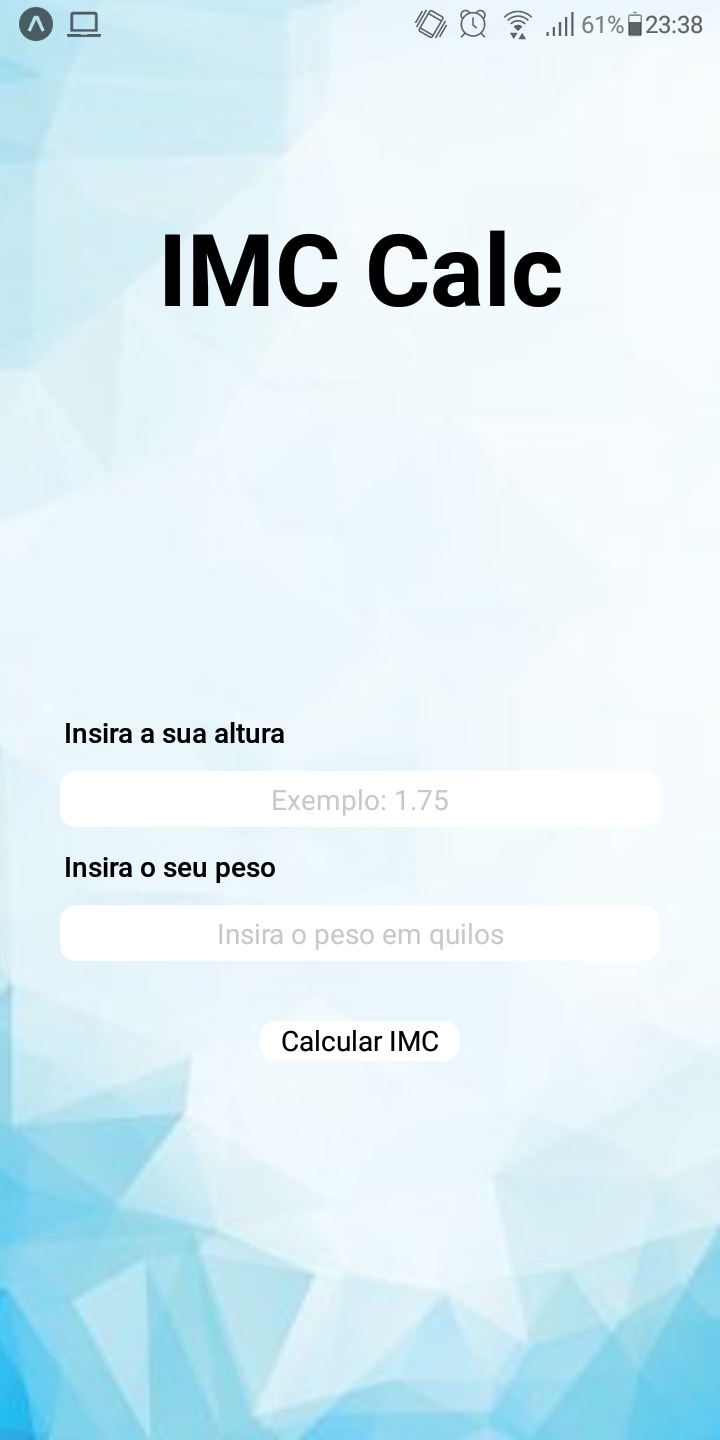 61% 23:38
IMC Calc
Insira a sua altura
Exemplo: 1.75
Insira o seu peso
Insira o peso em quilos
Calcular IMC